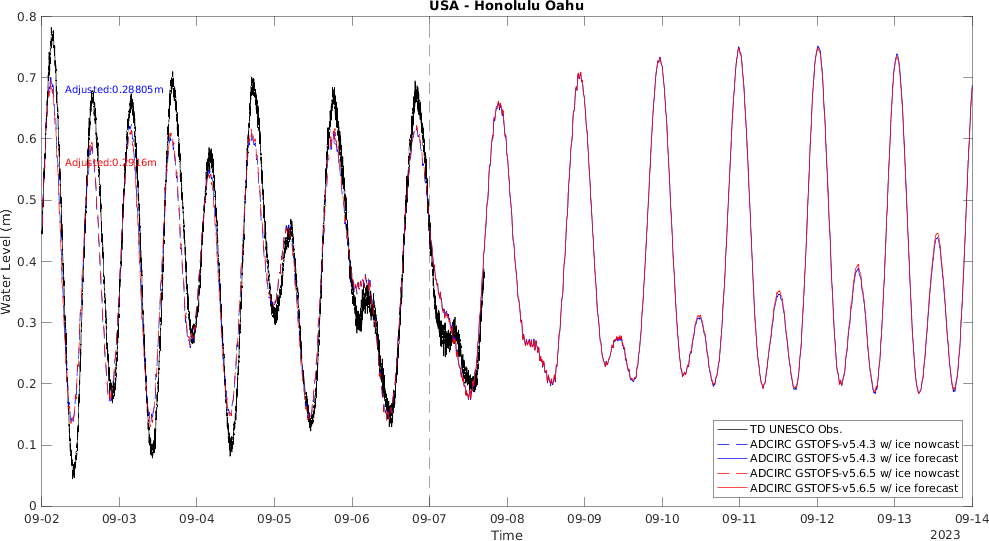 USA - Honolulu Oahu
0.8
0.7
Adjusted:0.28805m
0.6
Adjusted:0.2916m
0.5
0.4
0.3
0.2
0.1
0
Water Level (m)
TD UNESCO Obs.
ADCIRC GSTOFS-v5.4.3 w/ ice nowcast
ADCIRC GSTOFS-v5.4.3 w/ ice forecast
ADCIRC GSTOFS-v5.6.5 w/ ice nowcast
ADCIRC GSTOFS-v5.6.5 w/ ice forecast
09-02 09-03 09-04 09-05 09-06 09-07 09-08 09-09 09-10 09-11 09-12 09-13 09-14
Time
2023